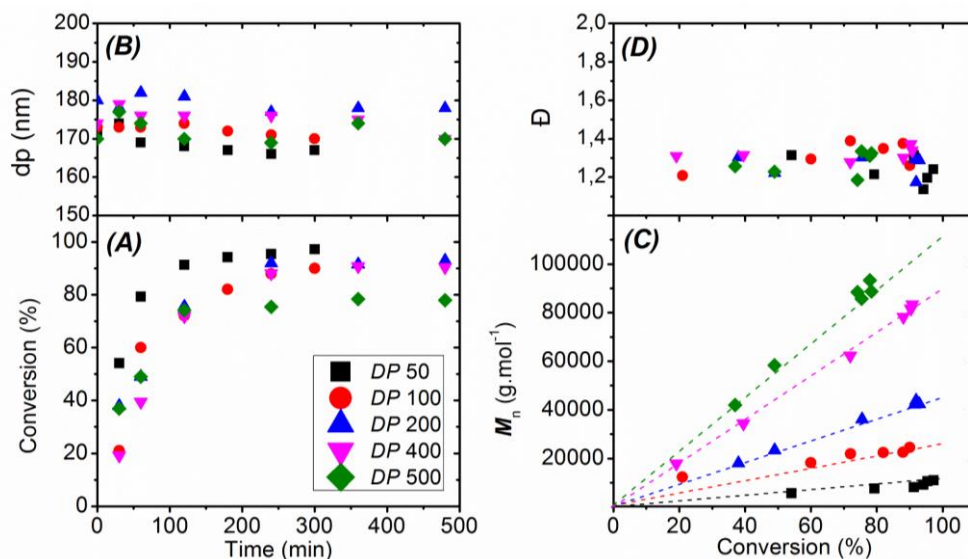 (B)
dp (nm)
200
190
180
170
160
150
(A)
Conversion (%)
100
80
60
40
20
0
DP 50
DP 100
DP 200
DP 400
DP 500
0 100 200 300 400 500
Time (min)
(D)
Đ
2,0
1,8
1,6
1,4
1,2
(C)
Mn (g.mol⁻¹)
100000
80000
60000
40000
20000
0 20 40 60 80 100
Conversion (%)